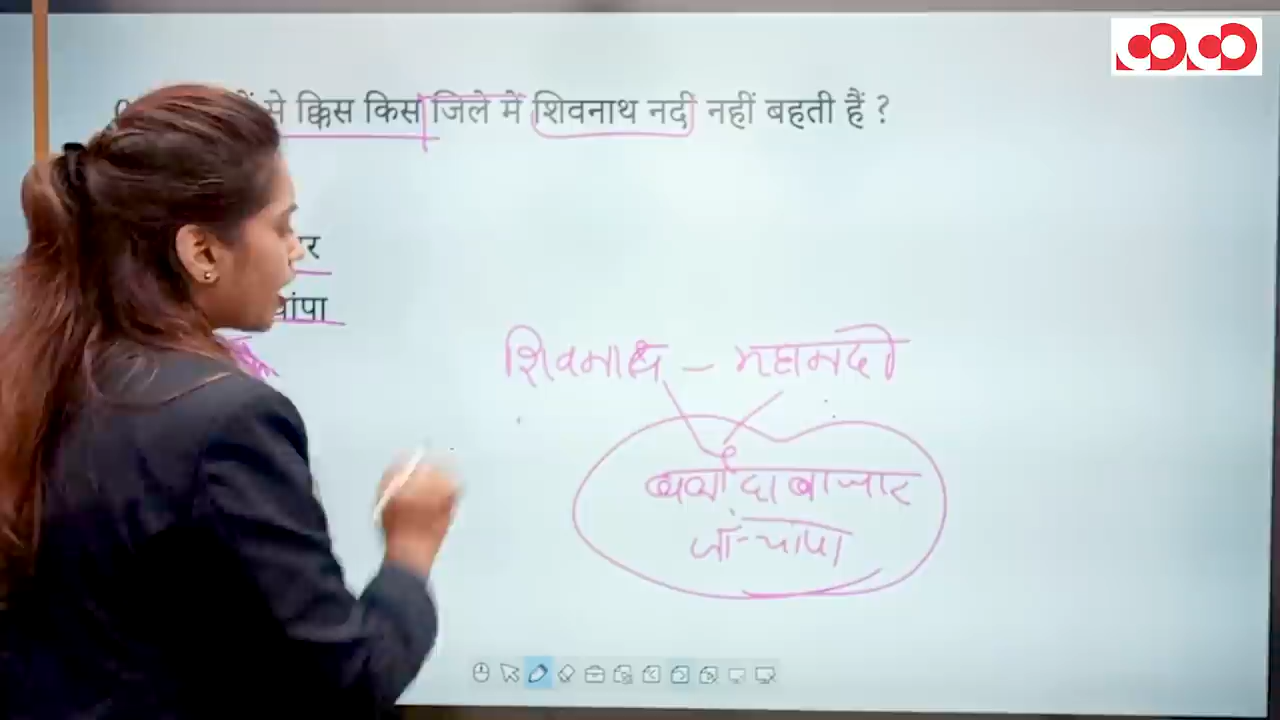 से क्किस किस जिले में शिवनाथ नदी नहीं बहती हैं ?
शिवनाथ – महानदी
बलौदा बाजार
जां-चांपा